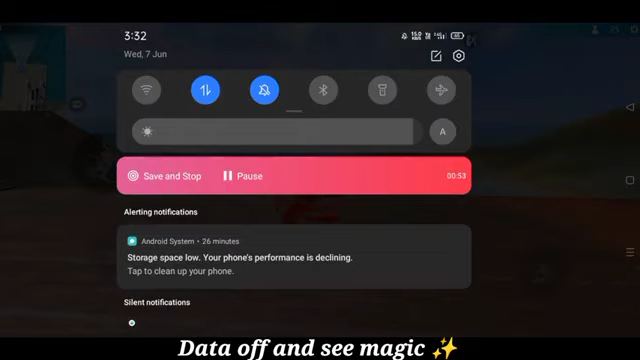 3:32
Wed, 7 Jun
A
Save and Stop
Pause
00:53
Alerting notifications
Android System • 26 minutes
Storage space low. Your phone's performance is declining.
Tap to clean up your phone.
Silent notifications
Data off and see magic ✨